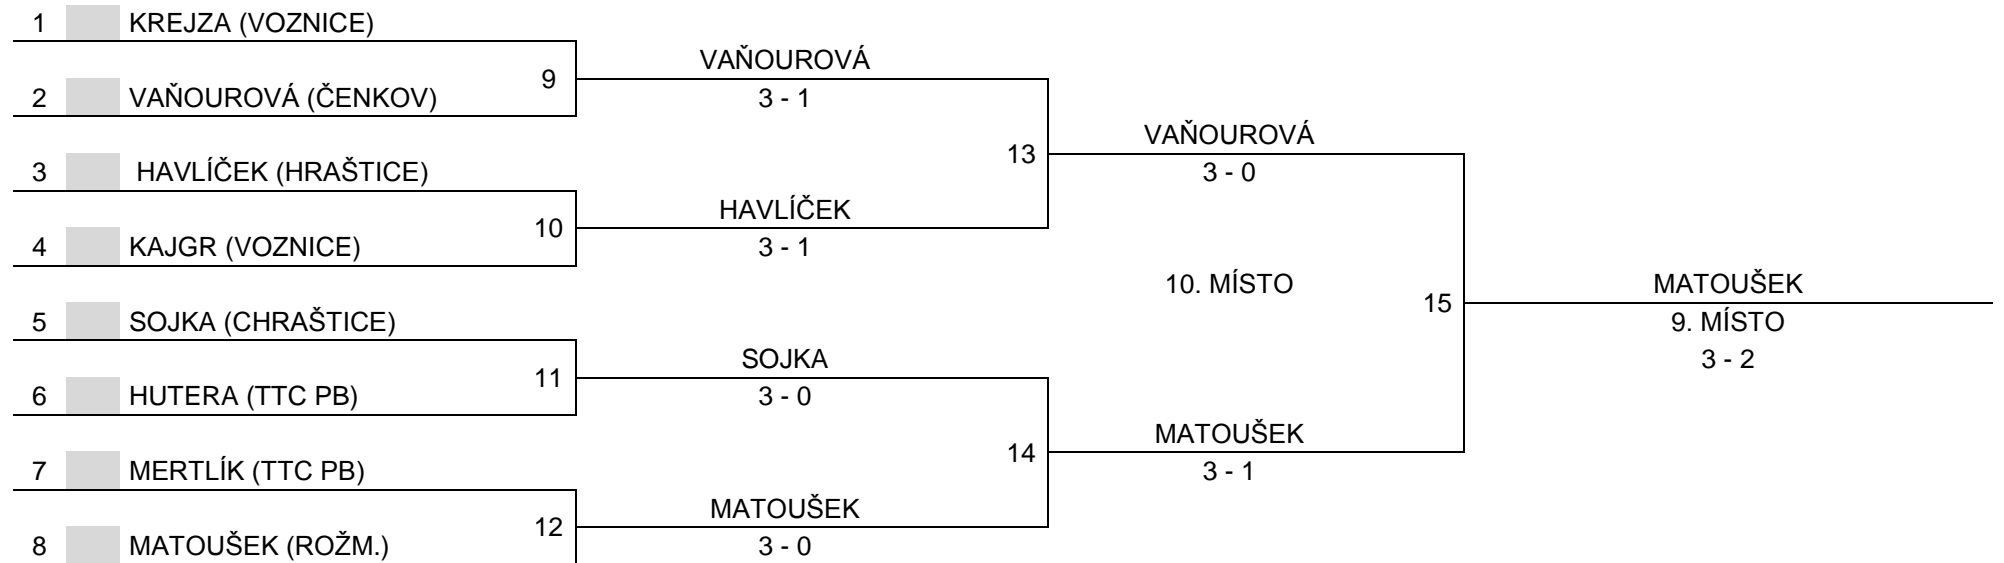 1 KREJZA (VOZNICE)
VAŇOUROVÁ
9
2 VAŇOUROVÁ (ČENKOV)
3 - 1
VAŇOUROVÁ
13
3 HAVLÍČEK (HRAŠTICE)
3 - 0
HAVLÍČEK
10
4 KAJGR (VOZNICE)
3 - 1
10. MÍSTO
MATOUŠEK
15
5 SOJKA (CHRAŠTICE)
9. MÍSTO
SOJKA
3 - 2
11
6 HUTERA (TTC PB)
3 - 0
MATOUŠEK
14
7 MERTLÍK (TTC PB)
3 - 1
MATOUŠEK
12
8 MATOUŠEK (ROŽM.)
3 - 0